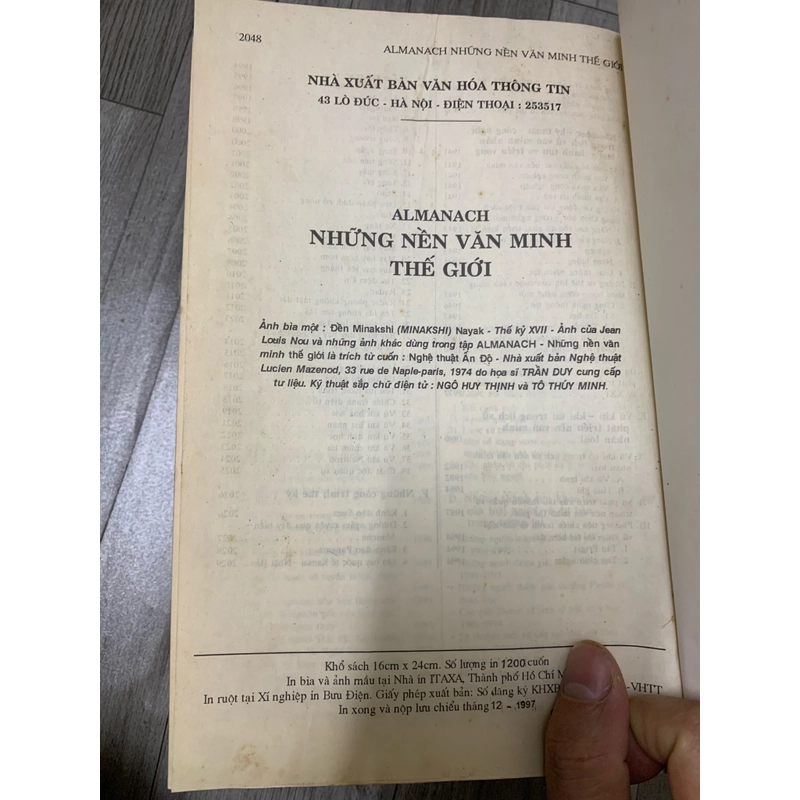 2048
ALMANACH NHỮNG NỀN VĂN MINH THẾ GIỚI
NHÀ XUẤT BẢN VĂN HÓA THÔNG TIN
43 LÒ ĐÚC - HÀ NỘI - ĐIỆN THOẠI : 253517
ALMANACH
NHỮNG NỀN VĂN MINH
THẾ GIỚI
Ảnh bìa một : Đền Minakshi (MINAKSHI) Nayak - Thế kỷ XVII - Ảnh của Jean
Louis Nou và những ảnh khác dùng trong tập ALMANACH - Những nền văn
minh thế giới là trích từ cuốn : Nghệ thuật Ấn Độ - Nhà xuất bản Nghệ thuật
Lucien Mazenod, 33 rue de Naple-paris, 1974 do họa sĩ TRẦN DUY cung cấp
tư liệu. Kỹ thuật sắp chữ điện tử : NGÔ HUY THỊNH và TÔ THÚY MINH.
Khổ sách 16cm x 24cm. Số lượng in 1200 cuốn
In bìa và ảnh mầu tại Nhà in ITAXA, Thành phố Hồ Chí M
In ruột tại Xí nghiệp in Bưu Điện. Giấy phép xuất bản: Số đăng ký KHXB -VHTT
In xong và nộp lưu chiểu tháng 12 - 1997